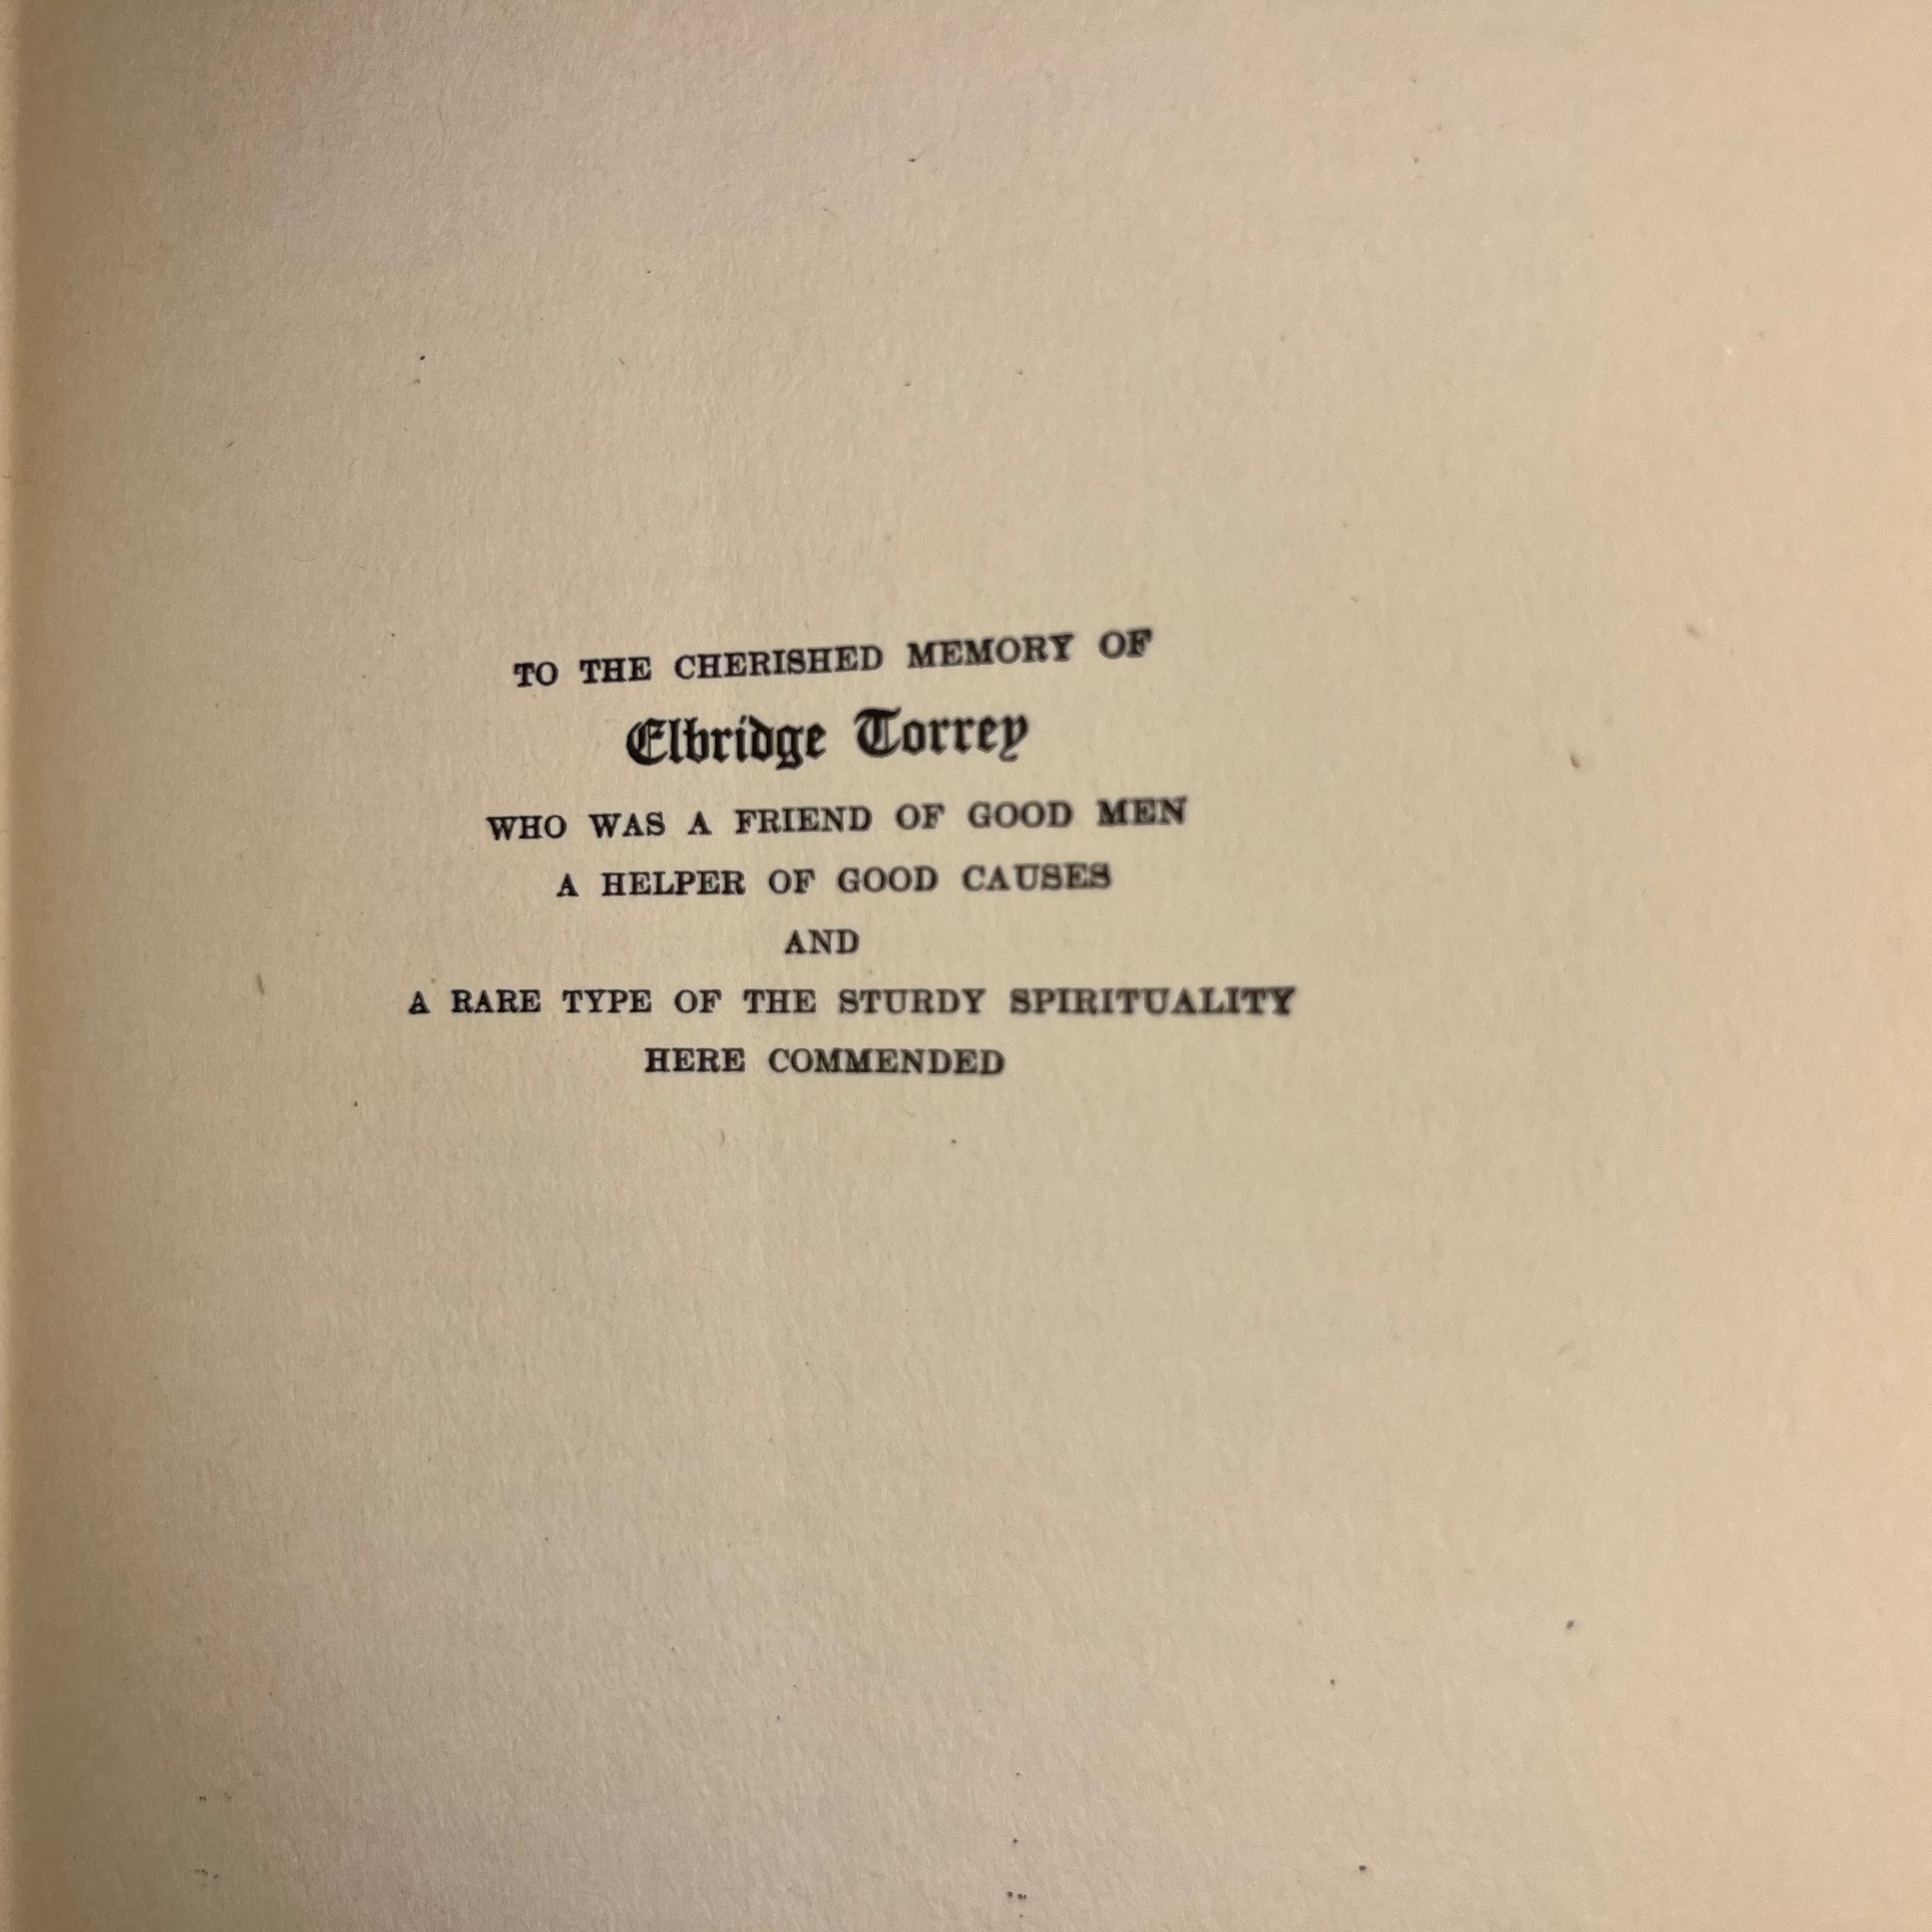 TO THE CHERISHED MEMORY OF
Elbridge Torrey
WHO WAS A FRIEND OF GOOD MEN
A HELPER OF GOOD CAUSES
AND
A RARE TYPE OF THE STURDY SPIRITUALITY
HERE COMMENDED